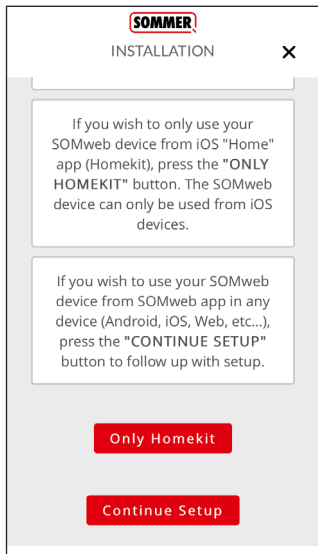 SOMMER
INSTALLATION
If you wish to only use your
SOMweb device from iOS "Home"
app (Homekit), press the "ONLY
HOMEKIT" button. The SOMweb
device can only be used from iOS
devices.
If you wish to use your SOMweb
device from SOMweb app in any
device (Android, iOS, Web, etc...),
press the "CONTINUE SETUP"
button to follow up with setup.
Only Homekit
Continue Setup